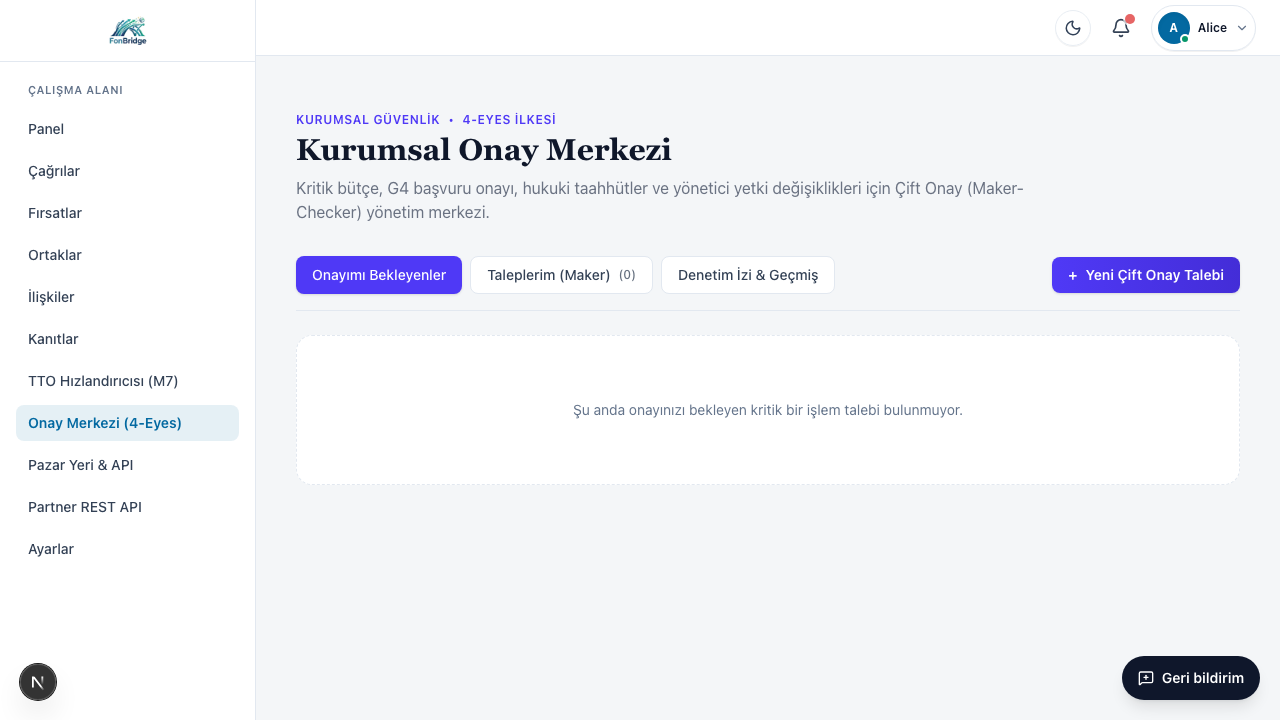 FonBridge
A
Alice
ÇALIŞMA ALANI
Panel
Çağrılar
Fırsatlar
Ortaklar
İlişkiler
Kanıtlar
TTO Hızlandırıcısı (M7)
Onay Merkezi (4-Eyes)
Pazar Yeri & API
Partner REST API
Ayarlar
N
KURUMSAL GÜVENLİK • 4-EYES İLKESİ
Kurumsal Onay Merkezi
Kritik bütçe, G4 başvuru onayı, hukuki taahhütler ve yönetici yetki değişiklikleri için Çift Onay (Maker-
Checker) yönetim merkezi.
Onayımı Bekleyenler
Taleplerim (Maker) (0)
Denetim İzi & Geçmiş
+ Yeni Çift Onay Talebi
Şu anda onayınızı bekleyen kritik bir işlem talebi bulunmuyor.
Geri bildirim